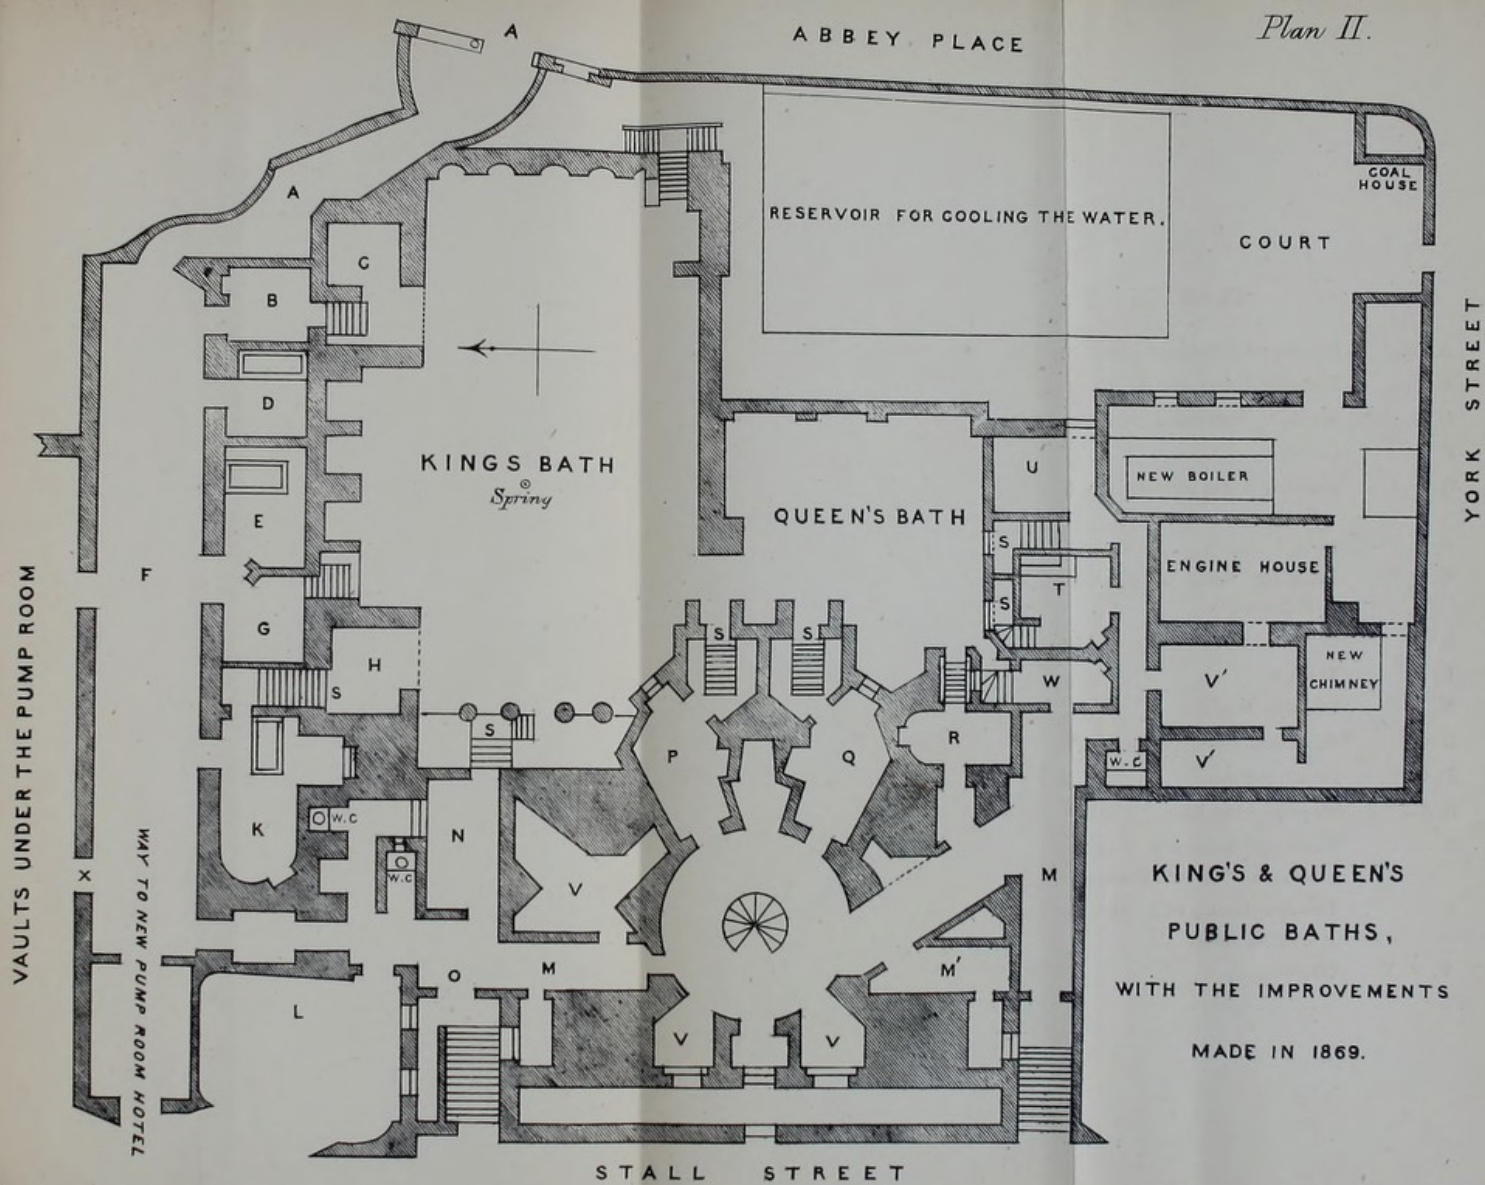 Plan II.
ABBEY PLACE
A
A
RESERVOIR FOR COOLING THE WATER.
COAL
HOUSE
COURT
B
C
D
E
F
G
H
KINGS BATH
Spring
QUEEN'S BATH
U
NEW BOILER
ENGINE HOUSE
S
S
T
S
S
W
V'
NEW
CHIMNEY
V'
W.C
S
S
P
Q
R
K
W.C
W.C
N
V
M
X
O
M
M'
L
V
V
YORK STREET
VAULTS UNDER THE PUMP ROOM
WAY TO NEW PUMP ROOM HOTEL
KING'S & QUEEN'S
PUBLIC BATHS,
WITH THE IMPROVEMENTS
MADE IN 1869.
STALL STREET